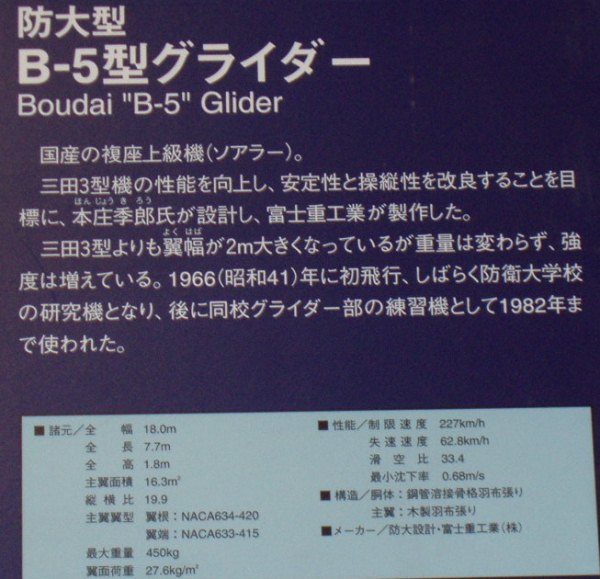 防大型
B-5型グライダー
Boudai "B-5" Glider
国産の複座上級機(ソアラー)。
三田3型機の性能を向上し、安定性と操縦性を改良することを目
ほんじょうきろう
標に、本庄季郎氏が設計し、富士重工業が製作した。
よくはば
三田3型よりも翼幅が2m大きくなっているが重量は変わらず、強
度は増えている。1966(昭和41)年に初飛行、しばらく防衛大学校
の研究機となり、後に同校グライダー部の練習機として1982年ま
で使われた。
■諸元/全幅 18.0m
全長 7.7m
全高 1.8m
主翼面積 16.3㎡
縦横比 19.9
主翼翼型 翼根:NACA634-420
翼端:NACA633-415
最大重量 450kg
翼面荷重 27.6kg/㎡
■性能/制限速度 227km/h
失速速度 62.8km/h
滑空比 33.4
最小沈下率 0.68m/s
■構造/胴体:鋼管溶接骨格羽布張り
主翼:木製羽布張り
■メーカー/防大設計・富士重工業(株)